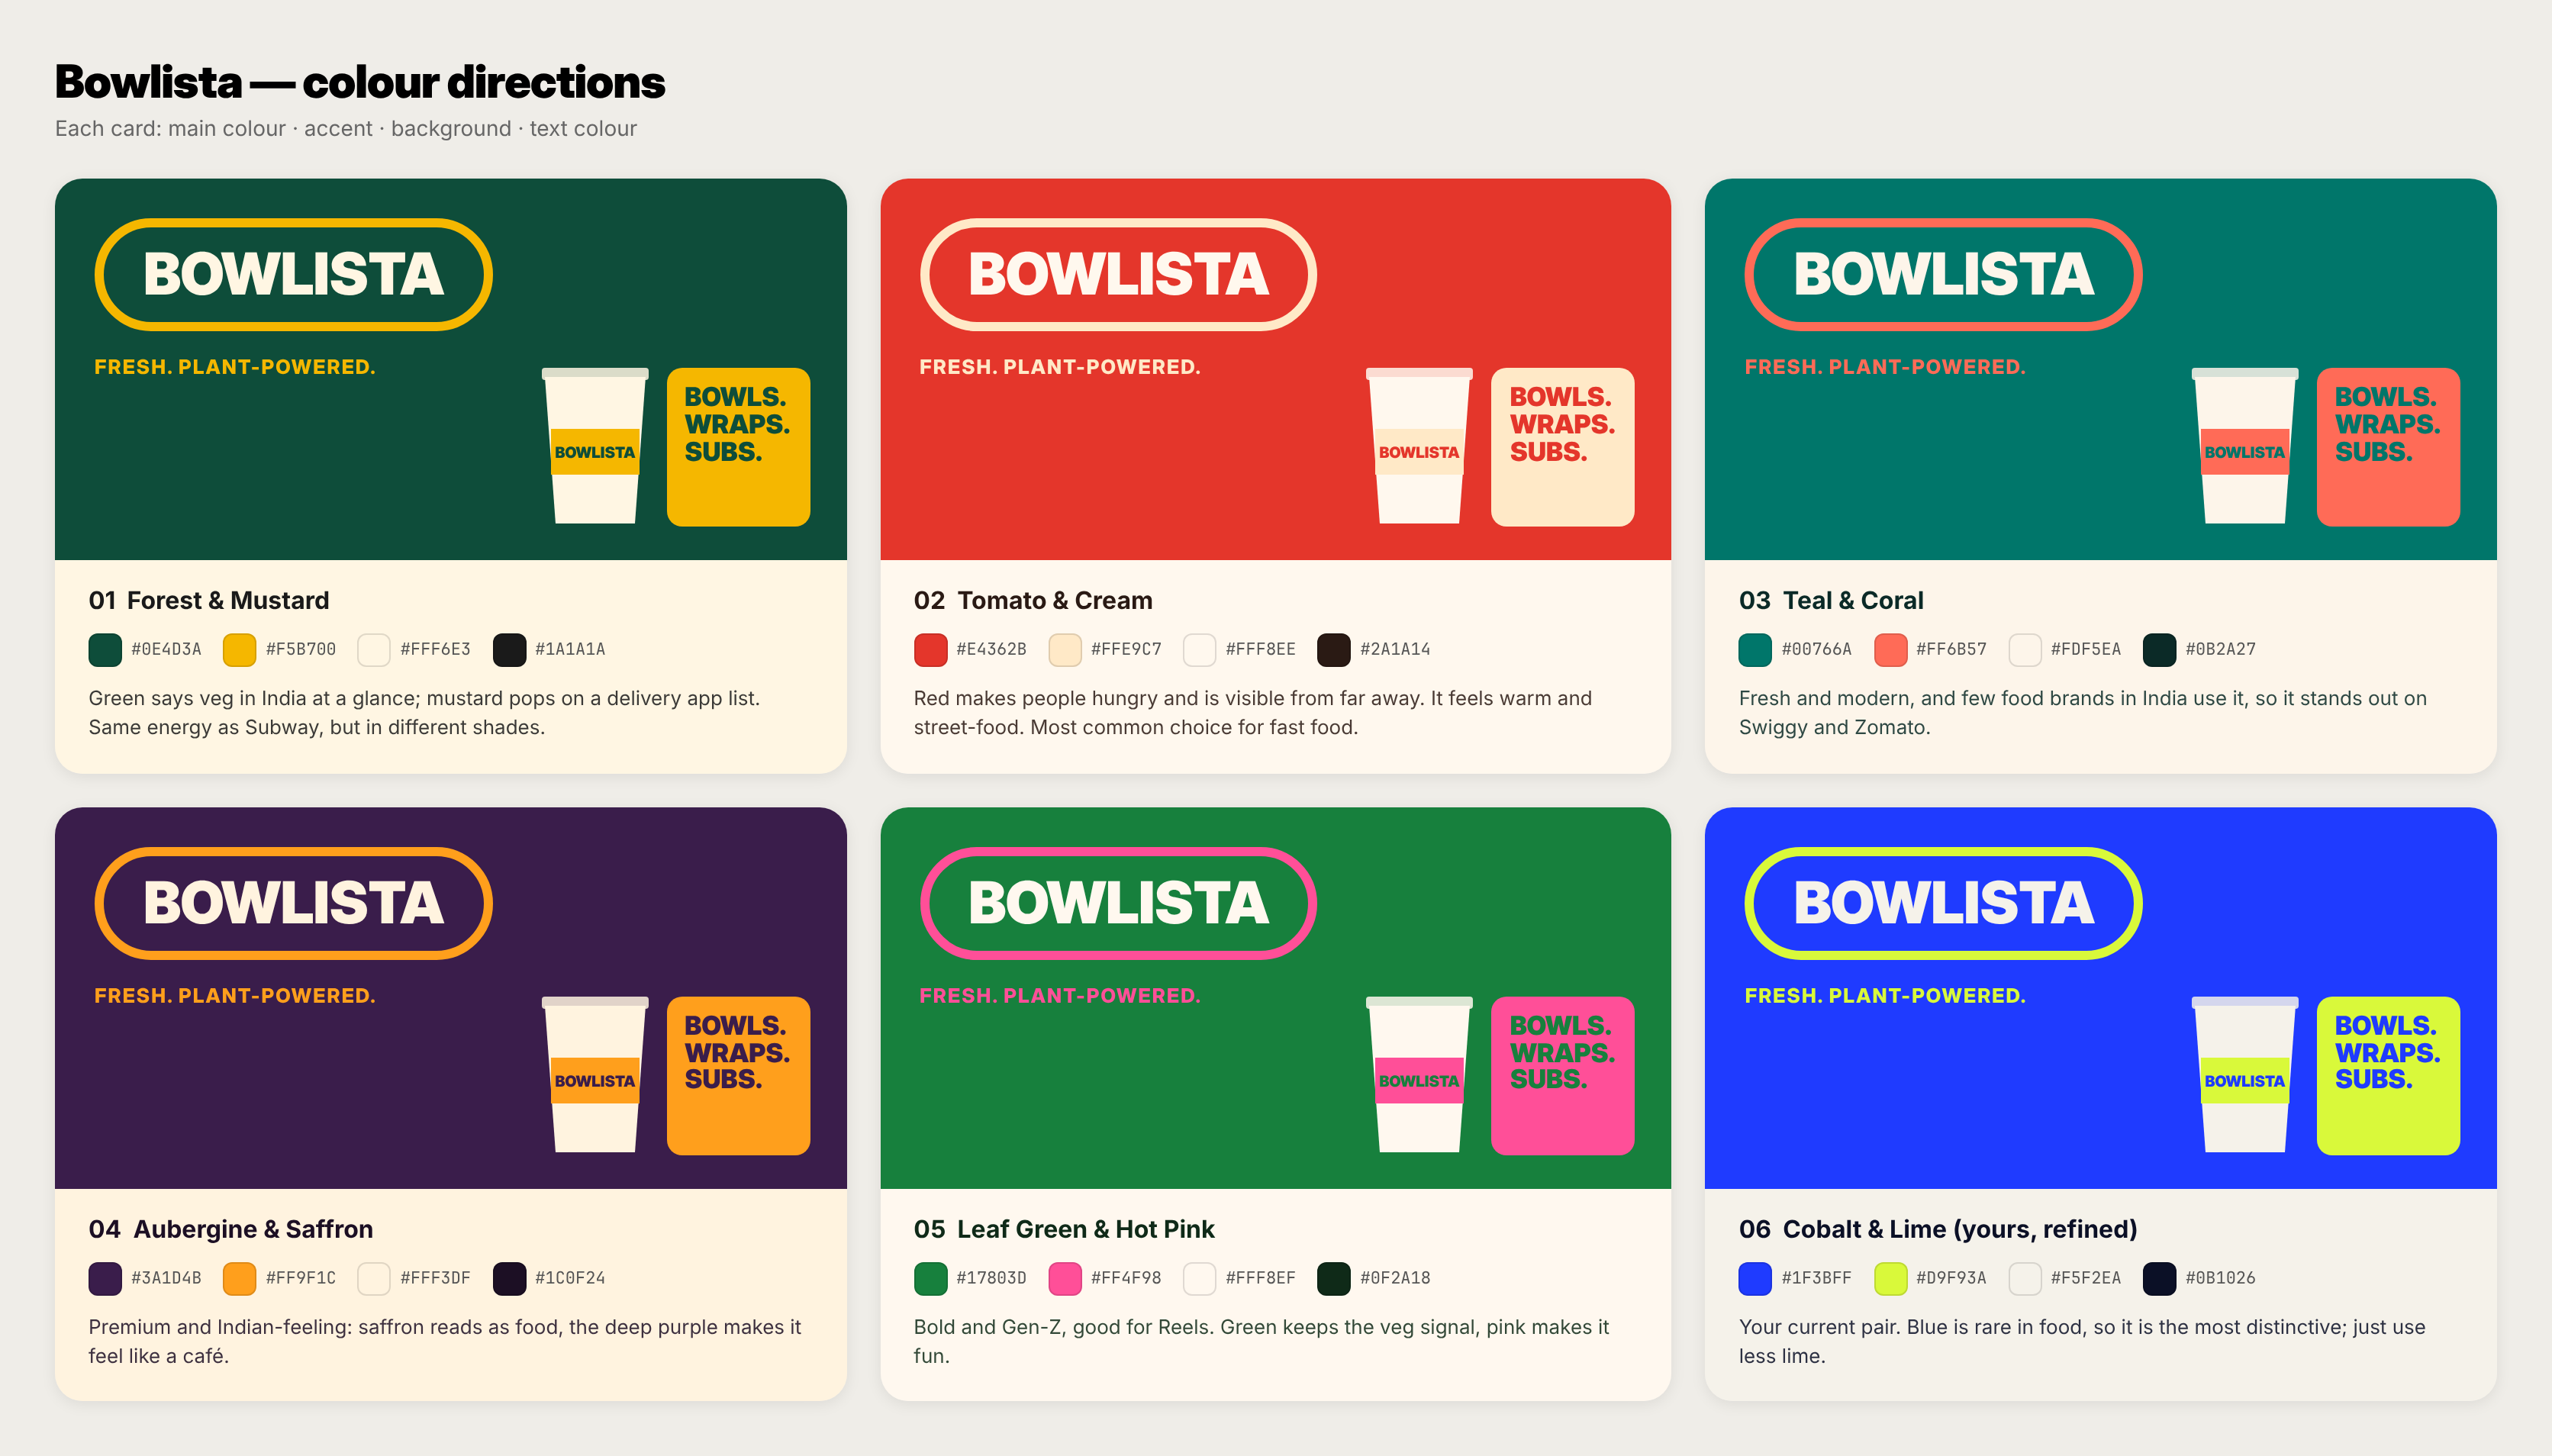 Bowlista — colour directions
Each card: main colour · accent · background · text colour
BOWLISTA
FRESH. PLANT-POWERED.
BOWLISTA
BOWLS.
WRAPS.
SUBS.
01 Forest & Mustard
#0E4D3A #F5B700 #FFF6E3 #1A1A1A
Green says veg in India at a glance; mustard pops on a delivery app list.
Same energy as Subway, but in different shades.
BOWLISTA
FRESH. PLANT-POWERED.
BOWLISTA
BOWLS.
WRAPS.
SUBS.
02 Tomato & Cream
#E4362B #FFE9C7 #FFF8EE #2A1A14
Red makes people hungry and is visible from far away. It feels warm and
street-food. Most common choice for fast food.
BOWLISTA
FRESH. PLANT-POWERED.
BOWLISTA
BOWLS.
WRAPS.
SUBS.
03 Teal & Coral
#00766A #FF6B57 #FDF5EA #0B2A27
Fresh and modern, and few food brands in India use it, so it stands out on
Swiggy and Zomato.
BOWLISTA
FRESH. PLANT-POWERED.
BOWLISTA
BOWLS.
WRAPS.
SUBS.
04 Aubergine & Saffron
#3A1D4B #FF9F1C #FFF3DF #1C0F24
Premium and Indian-feeling: saffron reads as food, the deep purple makes it
feel like a café.
BOWLISTA
FRESH. PLANT-POWERED.
BOWLISTA
BOWLS.
WRAPS.
SUBS.
05 Leaf Green & Hot Pink
#17803D #FF4F98 #FFF8EF #0F2A18
Bold and Gen-Z, good for Reels. Green keeps the veg signal, pink makes it
fun.
BOWLISTA
FRESH. PLANT-POWERED.
BOWLISTA
BOWLS.
WRAPS.
SUBS.
06 Cobalt & Lime (yours, refined)
#1F3BFF #D9F93A #F5F2EA #0B1026
Your current pair. Blue is rare in food, so it is the most distinctive; just use
less lime.